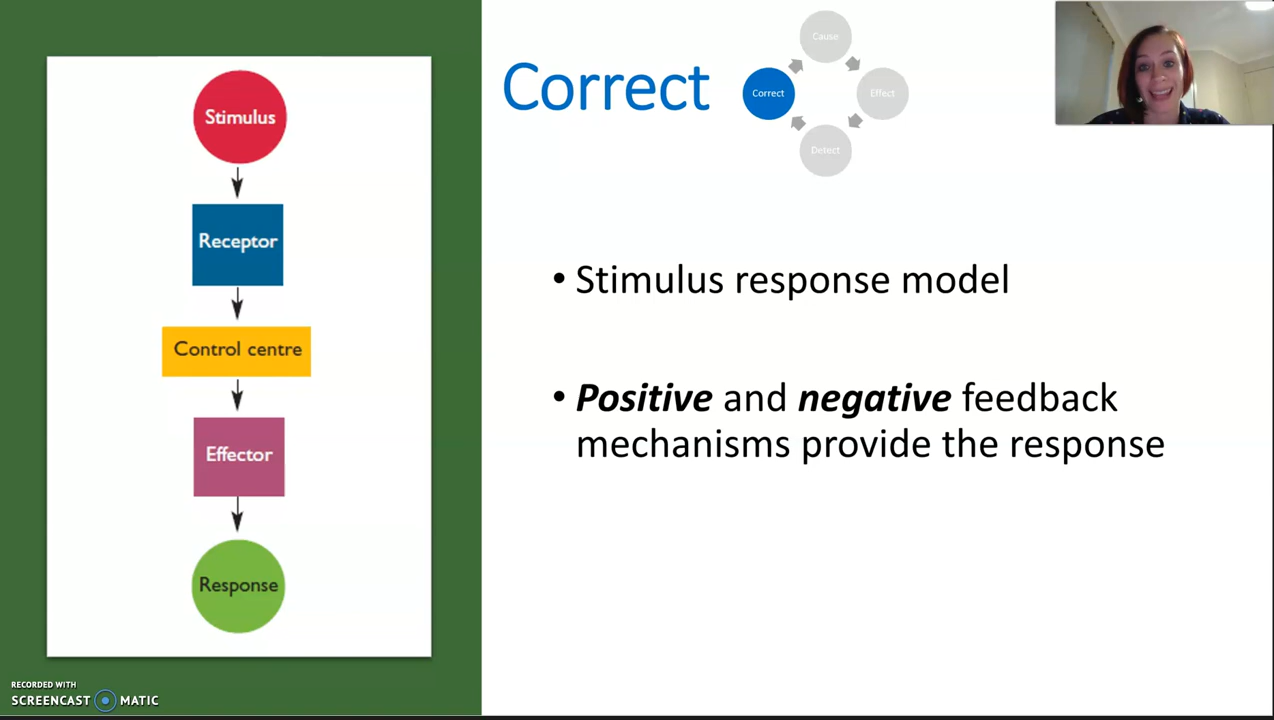 Stimulus
Receptor
Control centre
Effector
Response
Correct
Cause
Correct
Effect
Detect
• Stimulus response model
• Positive and negative feedback
mechanisms provide the response
RECORDED WITH
SCREENCAST MATIC